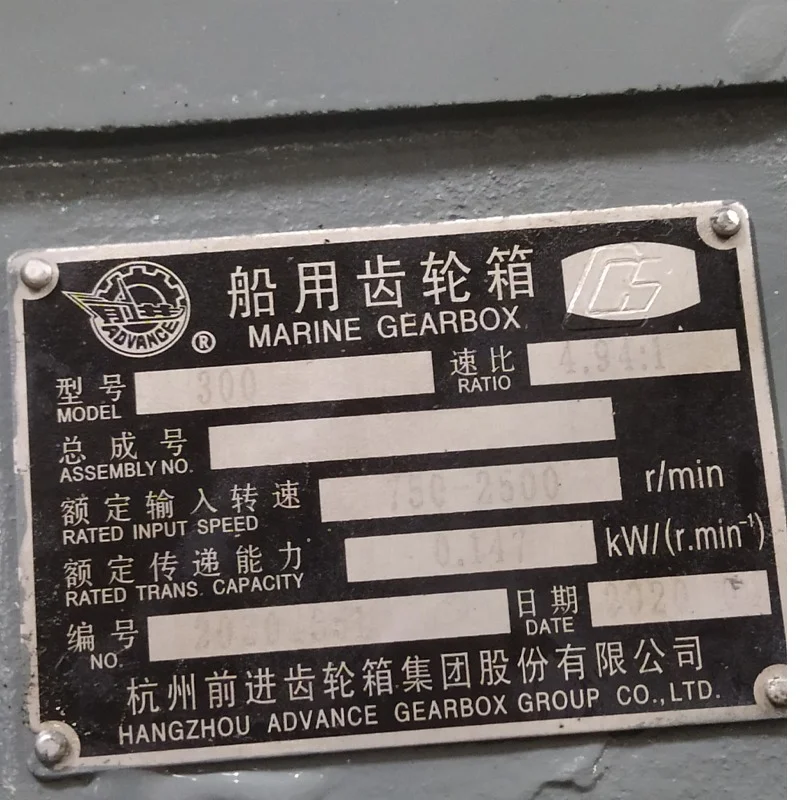 前进
ADVANCE
®
船用齿轮箱
MARINE GEARBOX
型号 300 速比 4.94:1
MODEL RATIO
总成号
ASSEMBLY NO.
额定输入转速 750-2500 r/min
RATED INPUT SPEED
额定传递能力 0.147 kW/(r.min⁻¹)
RATED TRANS. CAPACITY
编号 日期 2020
NO. DATE
杭州前进齿轮箱集团股份有限公司
HANGZHOU ADVANCE GEARBOX GROUP CO.,LTD.